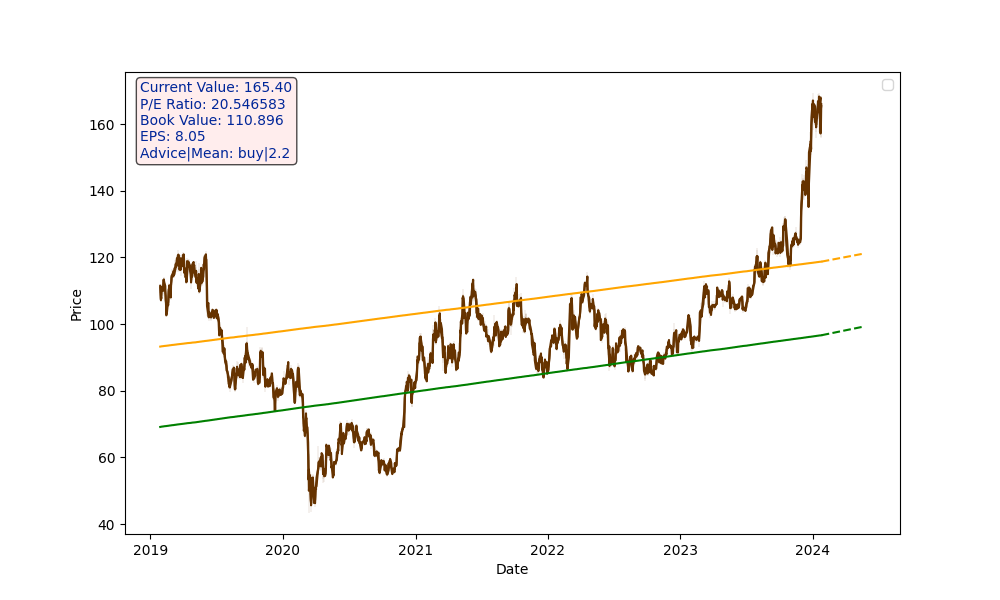 Current Value: 165.40
P/E Ratio: 20.546583
Book Value: 110.896
EPS: 8.05
Advice|Mean: buy|2.2
160
140
120
100
80
60
40
Price
2019 2020 2021 2022 2023 2024
Date